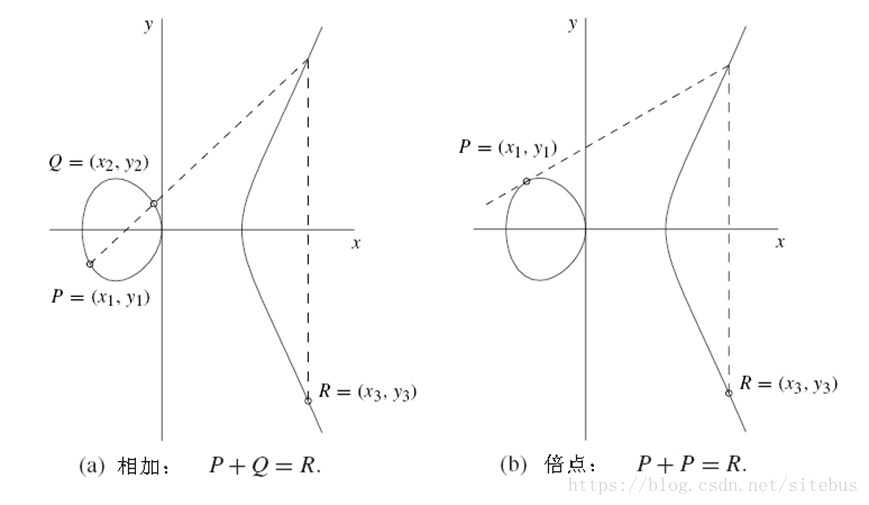 y
Q = (x₂, y₂)
x
P = (x₁, y₁)
R = (x₃, y₃)
(a) 相加： P + Q = R.
y
P = (x₁, y₁)
x
R = (x₃, y₃)
(b) 倍点： P + P = R.
https://blog.csdn.net/sitebus